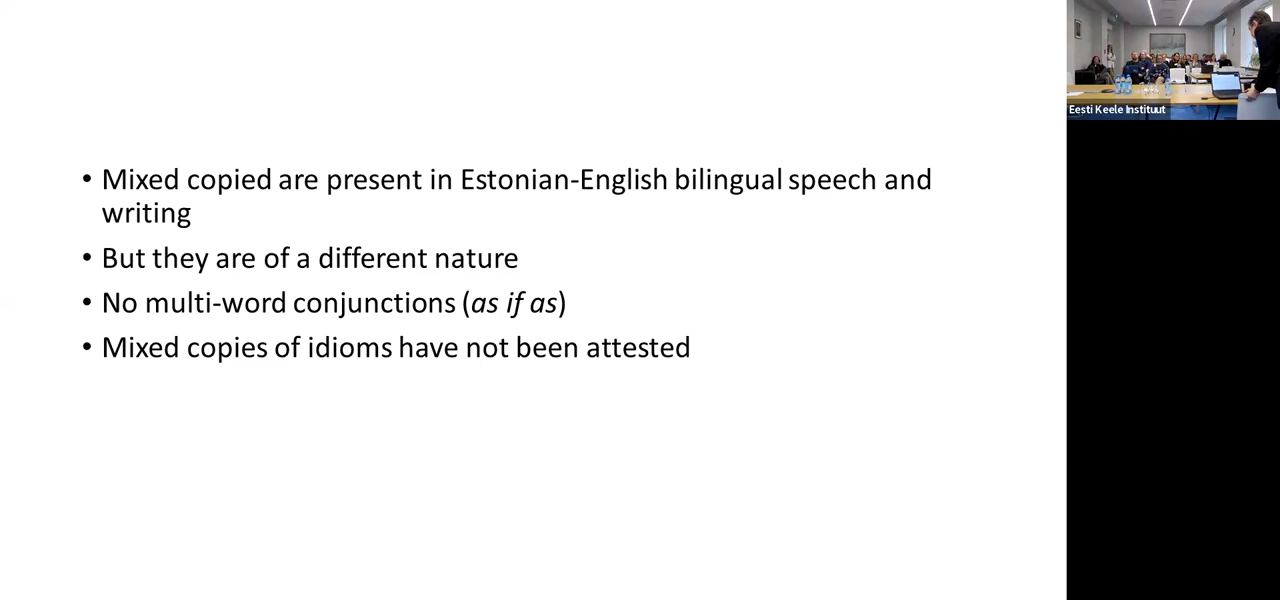 • Mixed copied are present in Estonian-English bilingual speech and
writing
• But they are of a different nature
• No multi-word conjunctions (as if as)
• Mixed copies of idioms have not been attested
Eesti Keele Instituut